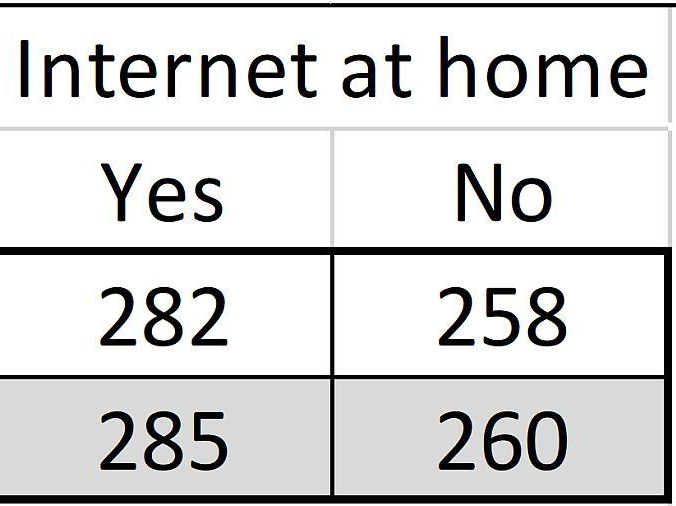 Internet at home
Yes No
282 258
285 260